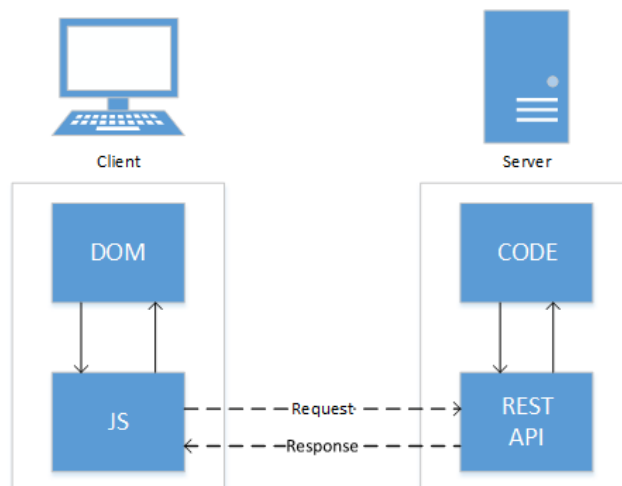 Client
Server
DOM
CODE
JS
Request
Response
REST
API